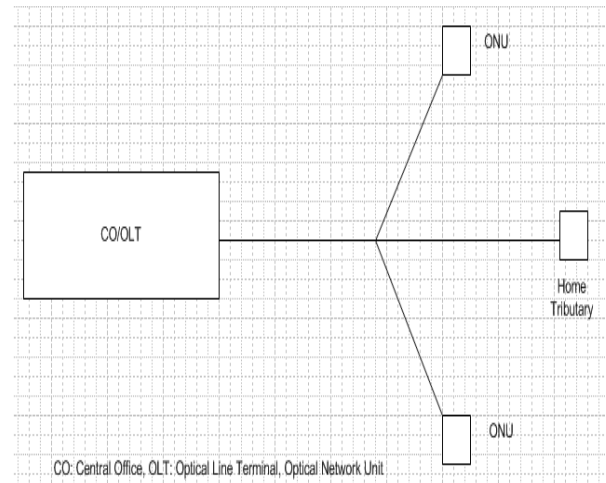 ONU
CO/OLT
Home
Tributary
ONU
CO: Central Office, OLT: Optical Line Terminal, Optical Network Unit